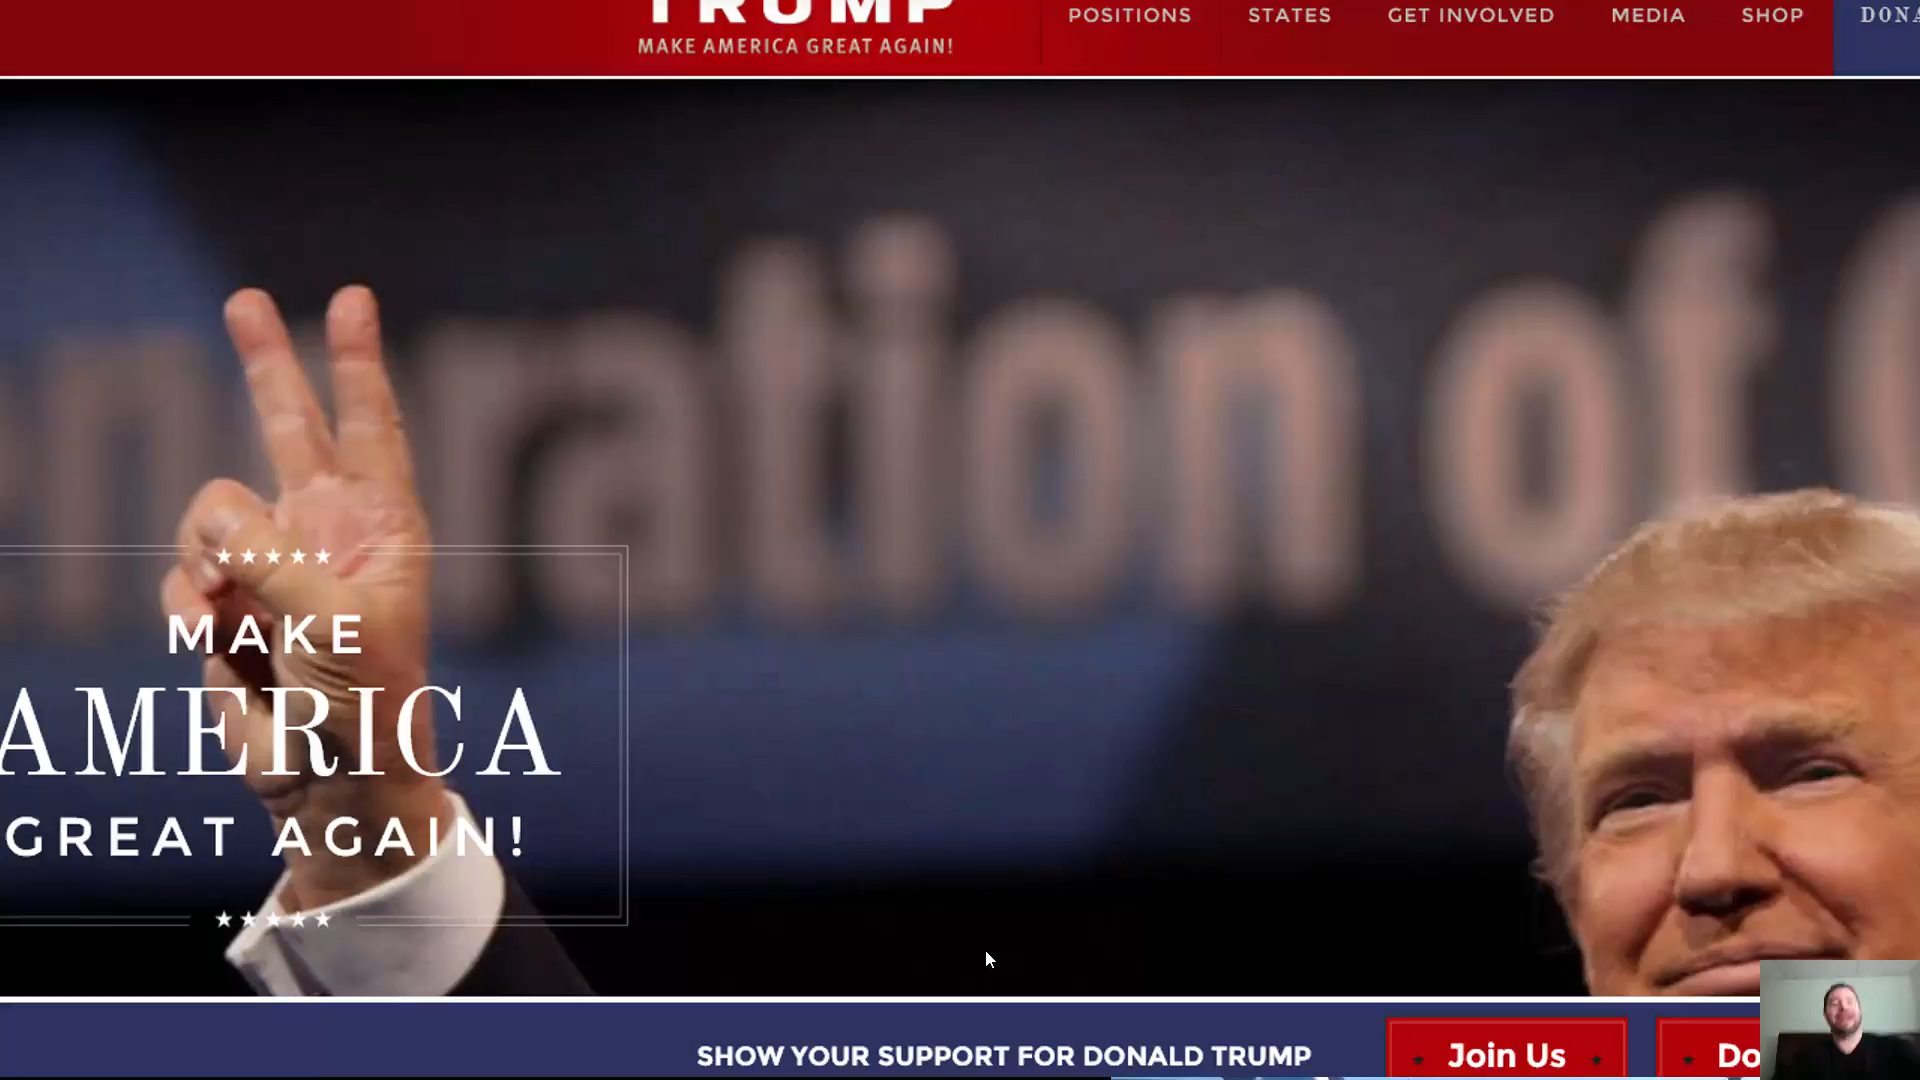 TRUMP
MAKE AMERICA GREAT AGAIN!
POSITIONS
STATES
GET INVOLVED
MEDIA
SHOP
ration of
MAKE
AMERICA
GREAT AGAIN!
SHOW YOUR SUPPORT FOR DONALD TRUMP
Join Us